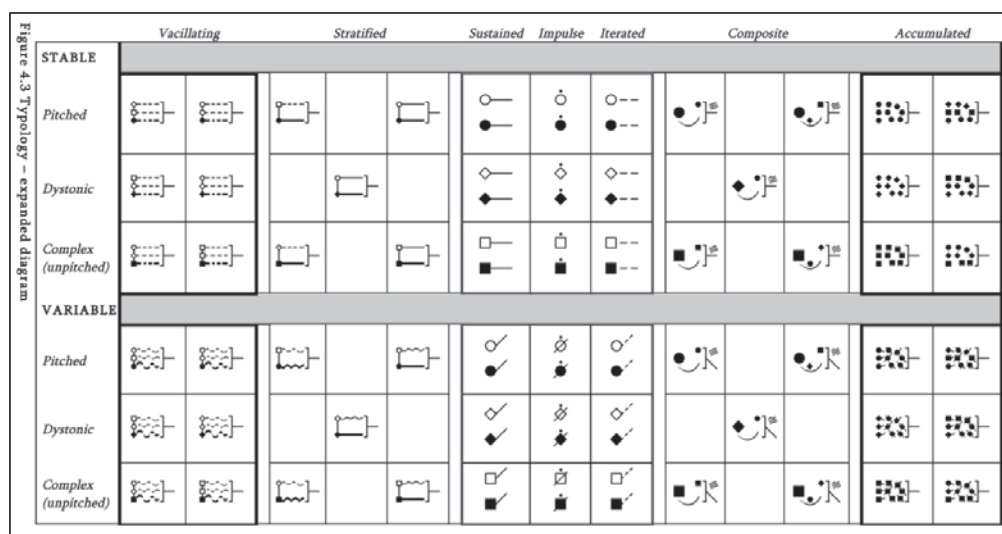 Figure 4.3 Typology – expanded diagram
Vacillating Stratified Sustained Impulse Iterated Composite Accumulated
STABLE
Pitched
Dystonic
Complex
(unpitched)
VARIABLE
Pitched
Dystonic
Complex
(unpitched)